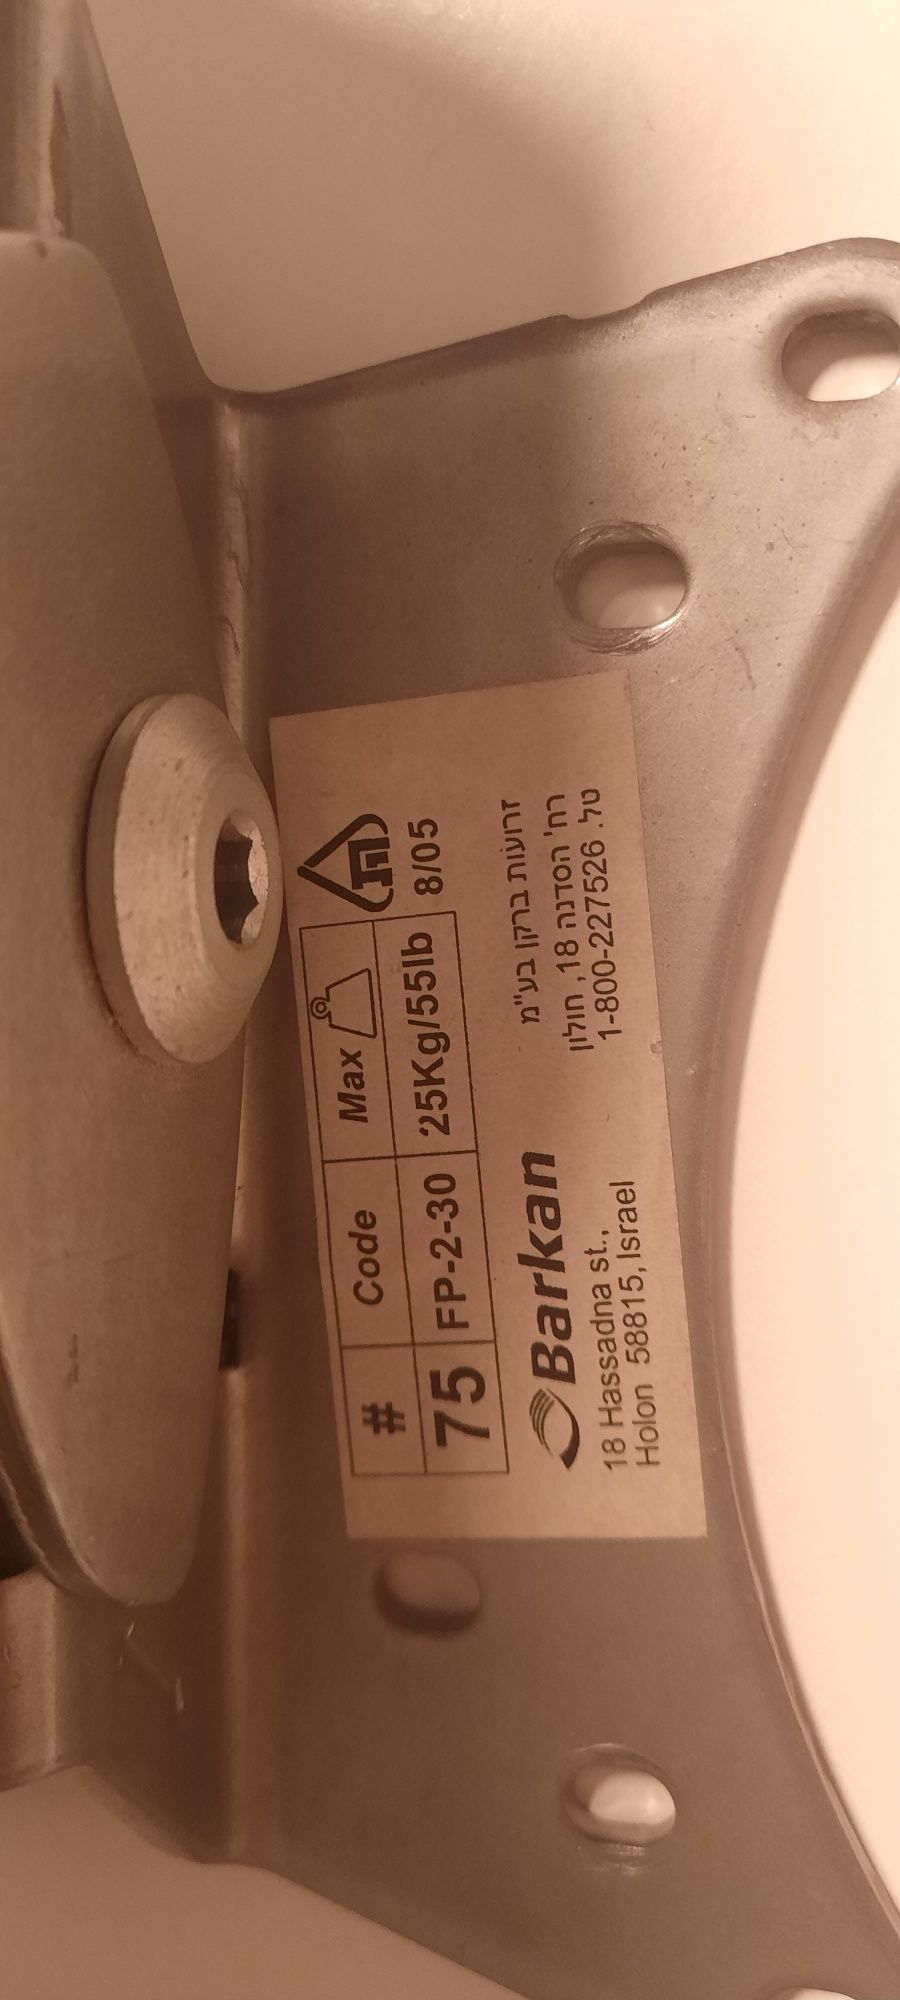 # Code Max
75 FP-2-30 25Kg/55lb 8/05
Barkan
18 Hassadna st.,
Holon 58815, Israel
זרועות ברקן בע"מ
רח' הסדנה 18, חולון
טל. 1-800-227526